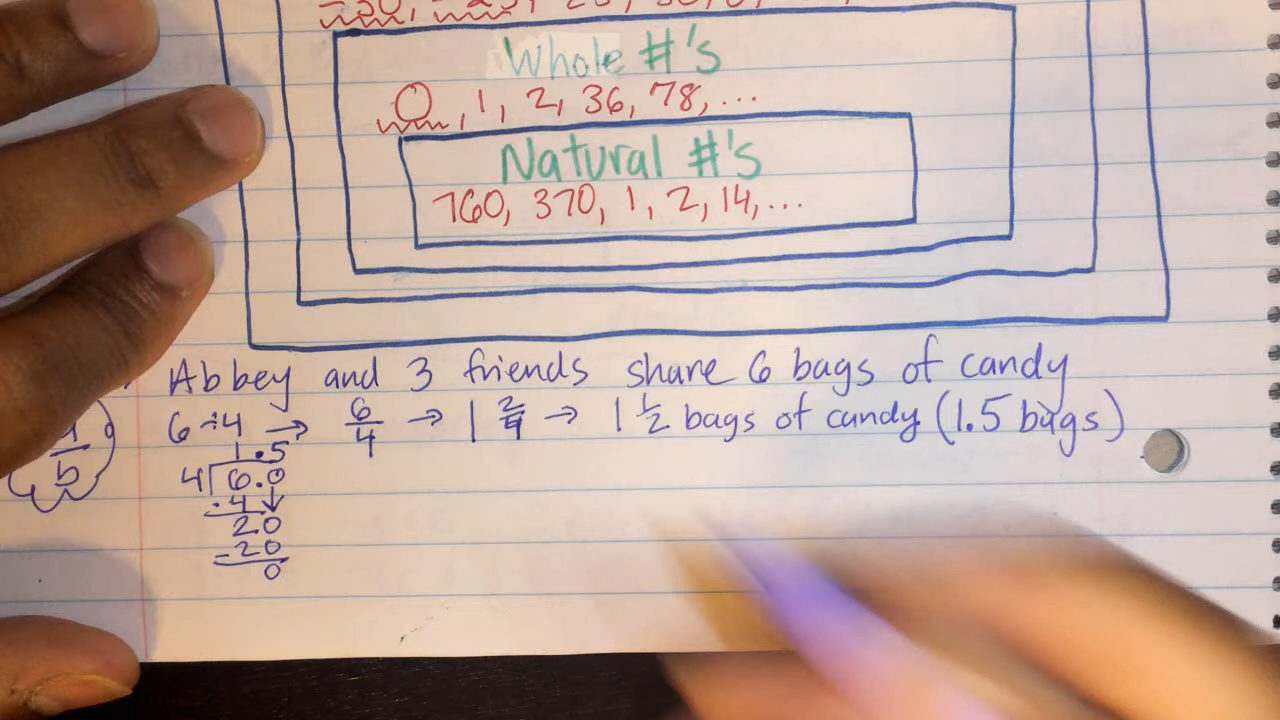 Whole #'s
0, 1, 2, 36, 78, ...
Natural #'s
760, 370, 1, 2, 14, ...
Abbey and 3 friends share 6 bags of candy
6 ÷ 4 → 6/4 → 1 2/4 → 1 1/2 bags of candy (1.5 bags)
1.5
4 6.0
-4
20
-20
0
b